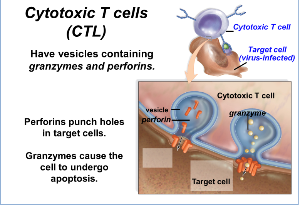 Cytotoxic T cells
(CTL)
Have vesicles containing
granzymes and perforins.
Perforins punch holes
in target cells.
Granzymes cause the
cell to undergo
apoptosis.
Cytotoxic T cell
Target cell
(virus-infected)
Cytotoxic T cell
vesicle
perforin
granzyme
Target cell